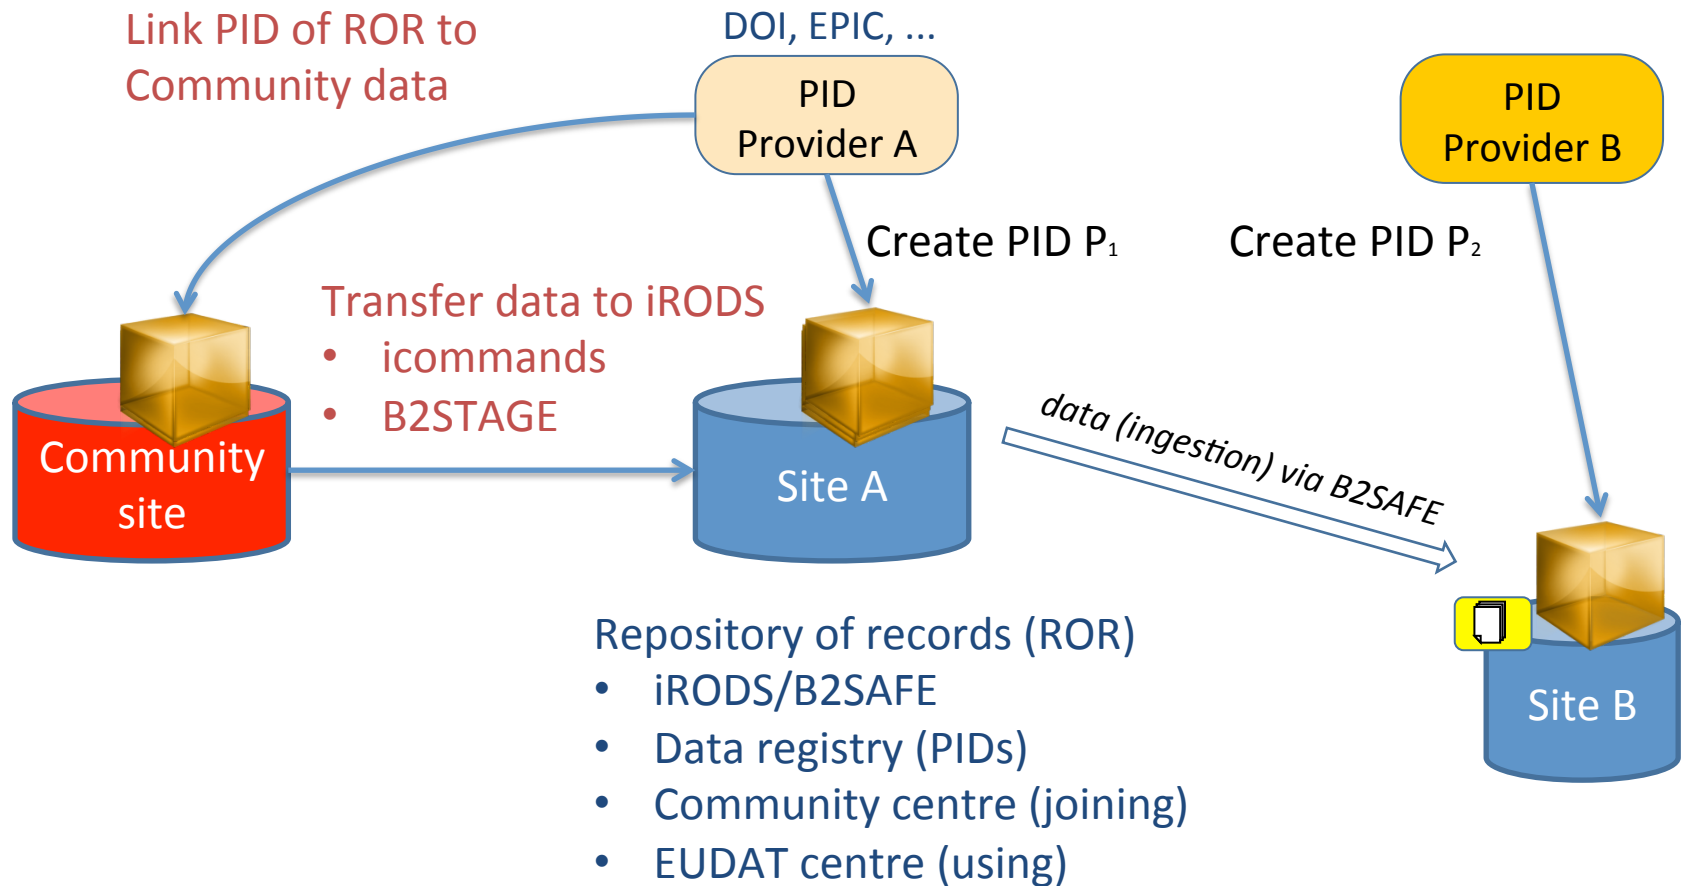 Link PID of ROR to
Community data
DOI, EPIC, ...
PID
Provider A
PID
Provider B
Create PID P₁
Create PID P₂
Transfer data to iRODS
• icommands
• B2STAGE
Community
site
Site A
data (ingestion) via B2SAFE
Site B
Repository of records (ROR)
• iRODS/B2SAFE
• Data registry (PIDs)
• Community centre (joining)
• EUDAT centre (using)